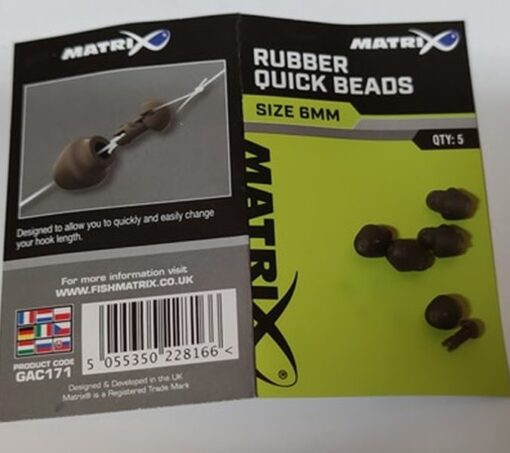 MATRIX
Designed to allow you to quickly and easily change
your hook length.
For more information visit
WWW.FISHMATRIX.CO.UK
PRODUCT CODE
GAC171
5 055350 228166 <
Designed & Developed in the UK
Matrix® is a Registered Trade Mark
MATRIX
RUBBER
QUICK BEADS
SIZE 6MM
QTY: 5
MATRIX®